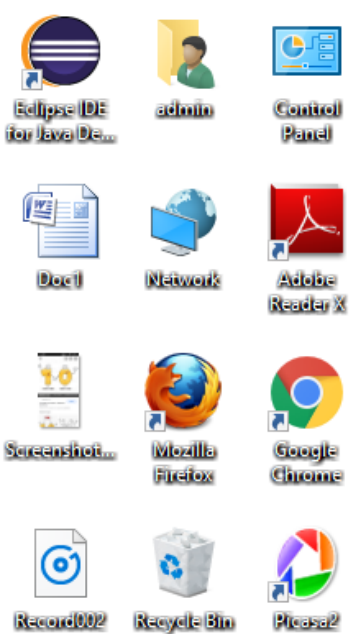 Eclipse IDE
for Java De...
admin
Control
Panel
Doc1
Network
Adobe
Reader X
Screenshot...
Mozilla
Firefox
Google
Chrome
Record002
Recycle Bin
Picasa2